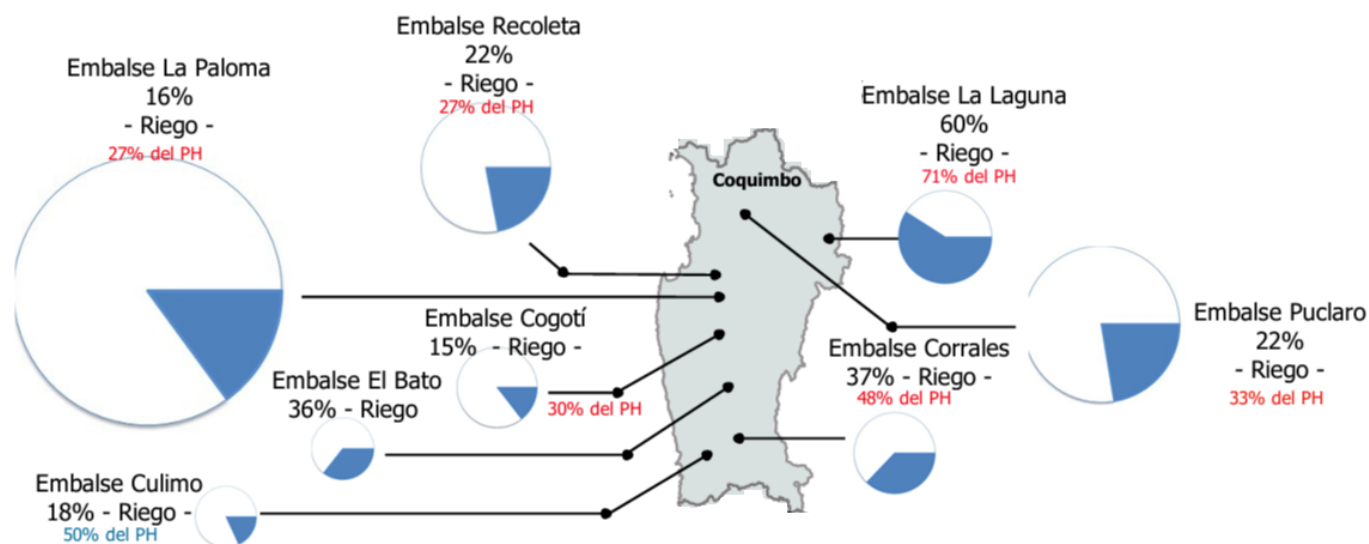 Embalse Recoleta
22%
- Riego -
27% del PH
Embalse La Paloma
16%
- Riego -
27% del PH
Embalse La Laguna
60%
- Riego -
71% del PH
Coquimbo
Embalse Cogotí
15% - Riego -
30% del PH
Embalse Puclaro
22%
- Riego -
33% del PH
Embalse Corrales
37% - Riego -
48% del PH
Embalse El Bato
36% - Riego
Embalse Culimo
18% - Riego -
50% del PH